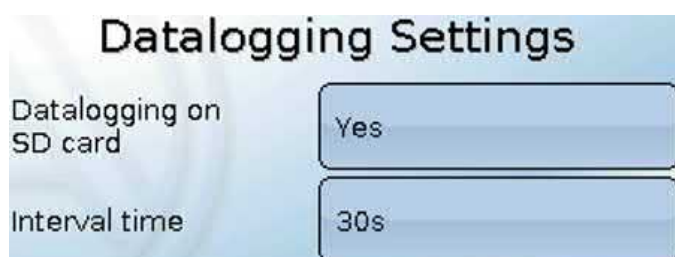 Datalogging Settings
Datalogging on
SD card
Yes
Interval time
30s